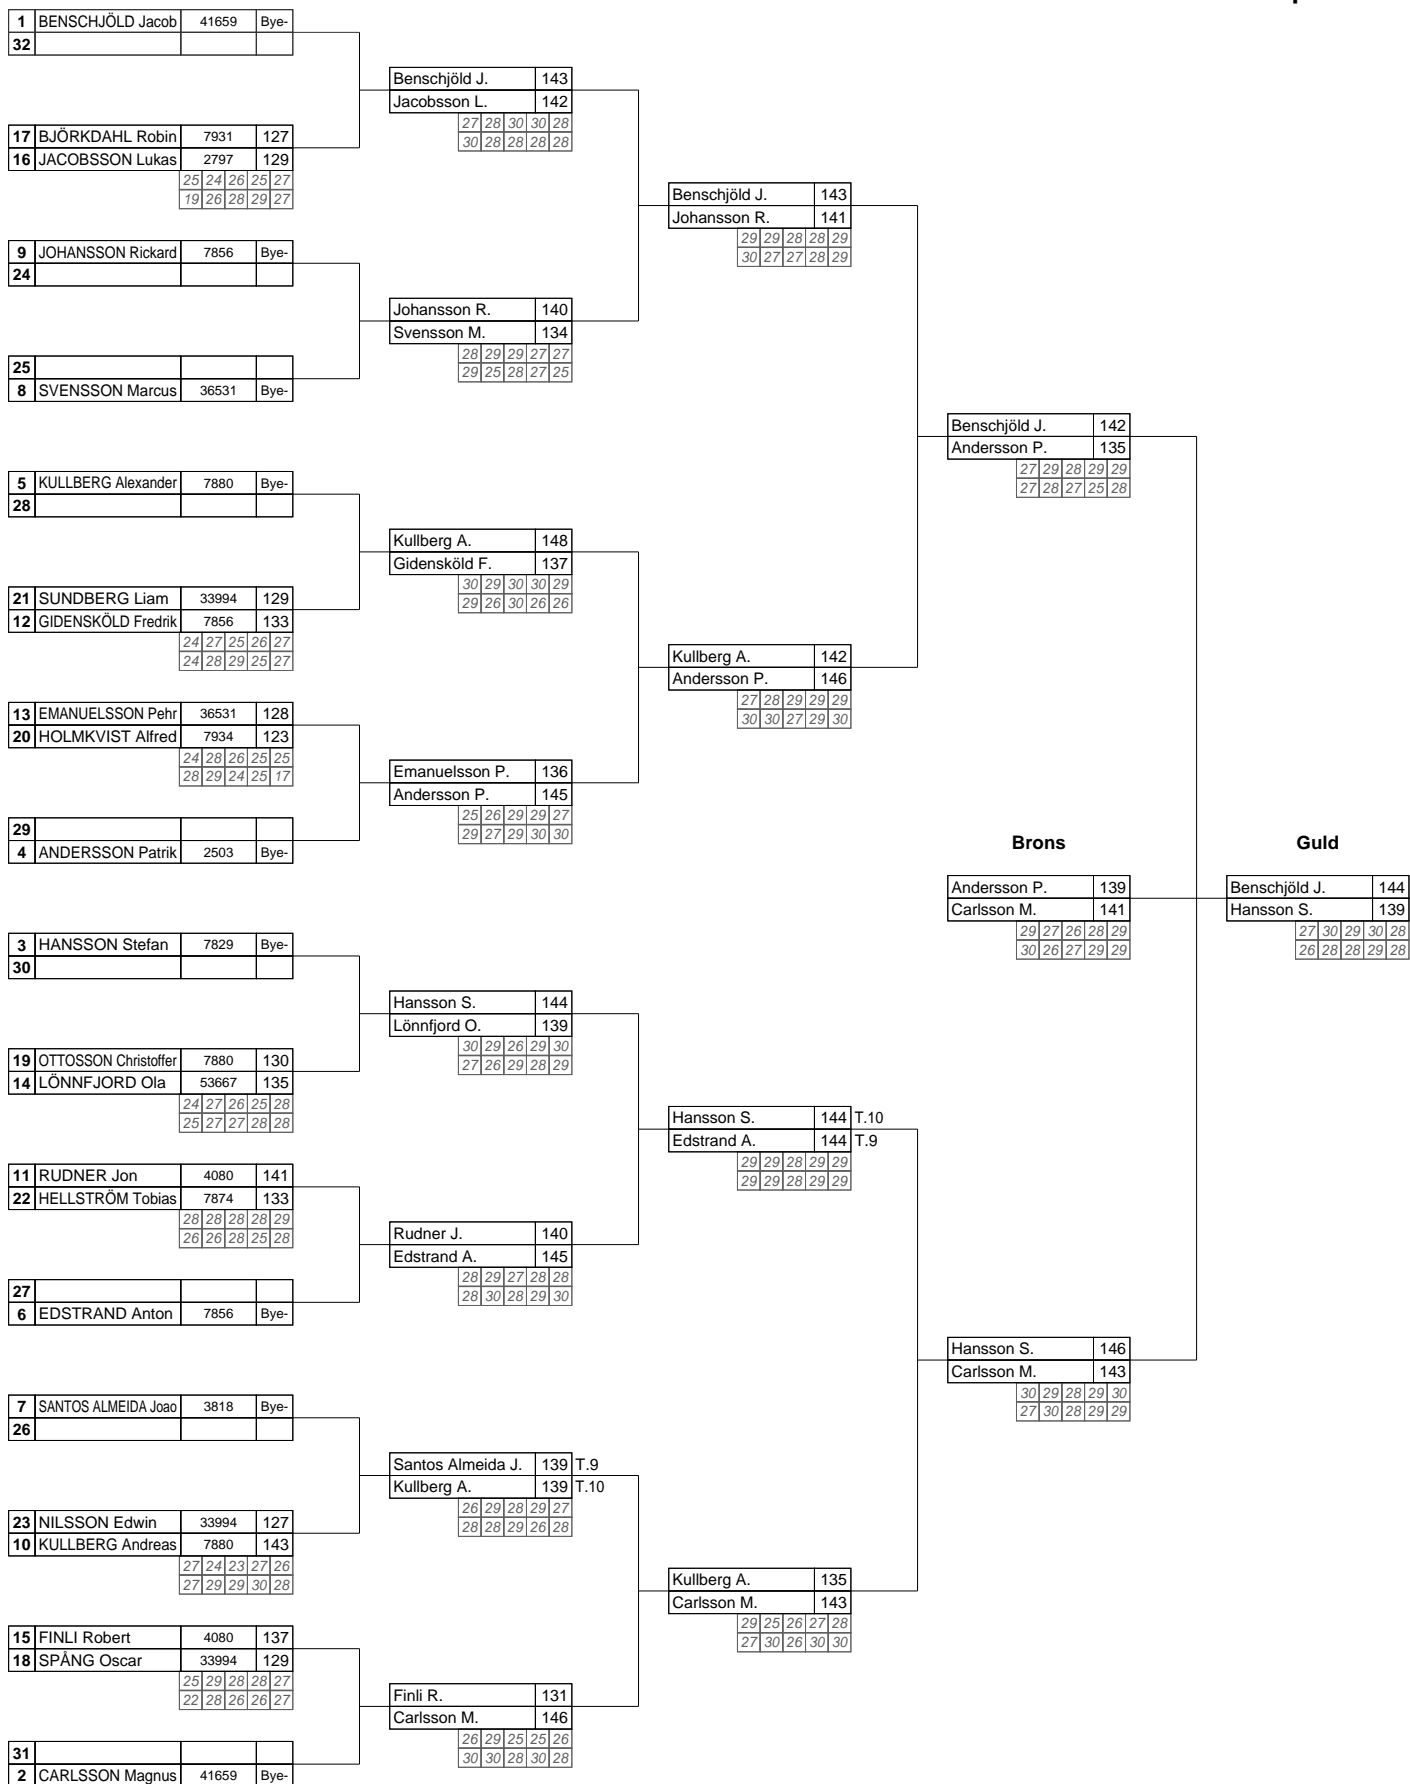 1 BENSCHJÖLD Jacob 41659 Bye-
32
Benschjöld J. 143
Jacobsson L. 142
27 28 30 30 28
30 28 28 28 28
17 BJÖRKDAHL Robin 7931 127
16 JACOBSSON Lukas 2797 129
25 24 26 25 27
19 26 28 29 27
Benschjöld J. 143
Johansson R. 141
29 29 28 28 29
30 27 27 28 29
9 JOHANSSON Rickard 7856 Bye-
24
Johansson R. 140
Svensson M. 134
28 29 29 27 27
29 25 28 27 25
25
8 SVENSSON Marcus 36531 Bye-
Benschjöld J. 142
Andersson P. 135
27 29 28 29 29
27 28 27 25 28
5 KULLBERG Alexander 7880 Bye-
28
Kullberg A. 148
Gidensköld F. 137
30 29 30 30 29
29 26 30 26 26
21 SUNDBERG Liam 33994 129
12 GIDENSKÖLD Fredrik 7856 133
24 27 25 26 27
24 28 29 25 27
Kullberg A. 142
Andersson P. 146
27 28 29 29 29
30 30 27 29 30
13 EMANUELSSON Pehr 36531 128
20 HOLMKVIST Alfred 7934 123
24 28 26 25 25
28 29 24 25 17
Emanuelsson P. 136
Andersson P. 145
25 26 29 29 27
29 27 29 30 30
29
4 ANDERSSON Patrik 2503 Bye-
Brons Guld
Andersson P. 139
Carlsson M. 141
29 27 26 28 29
30 26 27 29 29
Benschjöld J. 144
Hansson S. 139
27 30 29 30 28
26 28 28 29 28
3 HANSSON Stefan 7829 Bye-
30
Hansson S. 144
Lönnfjord O. 139
30 29 26 29 30
27 26 29 28 29
19 OTTOSSON Christoffer 7880 130
14 LÖNNFJORD Ola 53667 135
24 27 26 25 28
25 27 27 28 28
Hansson S. 144 T.10
Edstrand A. 144 T.9
29 29 28 29 29
29 29 28 29 29
11 RUDNER Jon 4080 141
22 HELLSTRÖM Tobias 7874 133
28 28 28 28 29
26 26 28 25 28
Rudner J. 140
Edstrand A. 145
28 29 27 28 28
28 30 28 29 30
27
6 EDSTRAND Anton 7856 Bye-
Hansson S. 146
Carlsson M. 143
30 29 28 29 30
27 30 28 29 29
7 SANTOS ALMEIDA Joao 3818 Bye-
26
Santos Almeida J. 139 T.9
Kullberg A. 139 T.10
26 29 28 29 27
28 28 29 26 28
23 NILSSON Edwin 33994 127
10 KULLBERG Andreas 7880 143
27 24 23 27 26
27 29 29 30 28
Kullberg A. 135
Carlsson M. 143
29 25 26 27 28
27 30 26 30 30
15 FINLI Robert 4080 137
18 SPÅNG Oscar 33994 129
25 29 28 28 27
22 28 26 26 27
Finli R. 131
Carlsson M. 146
26 29 25 25 26
30 30 28 30 28
31
2 CARLSSON Magnus 41659 Bye-